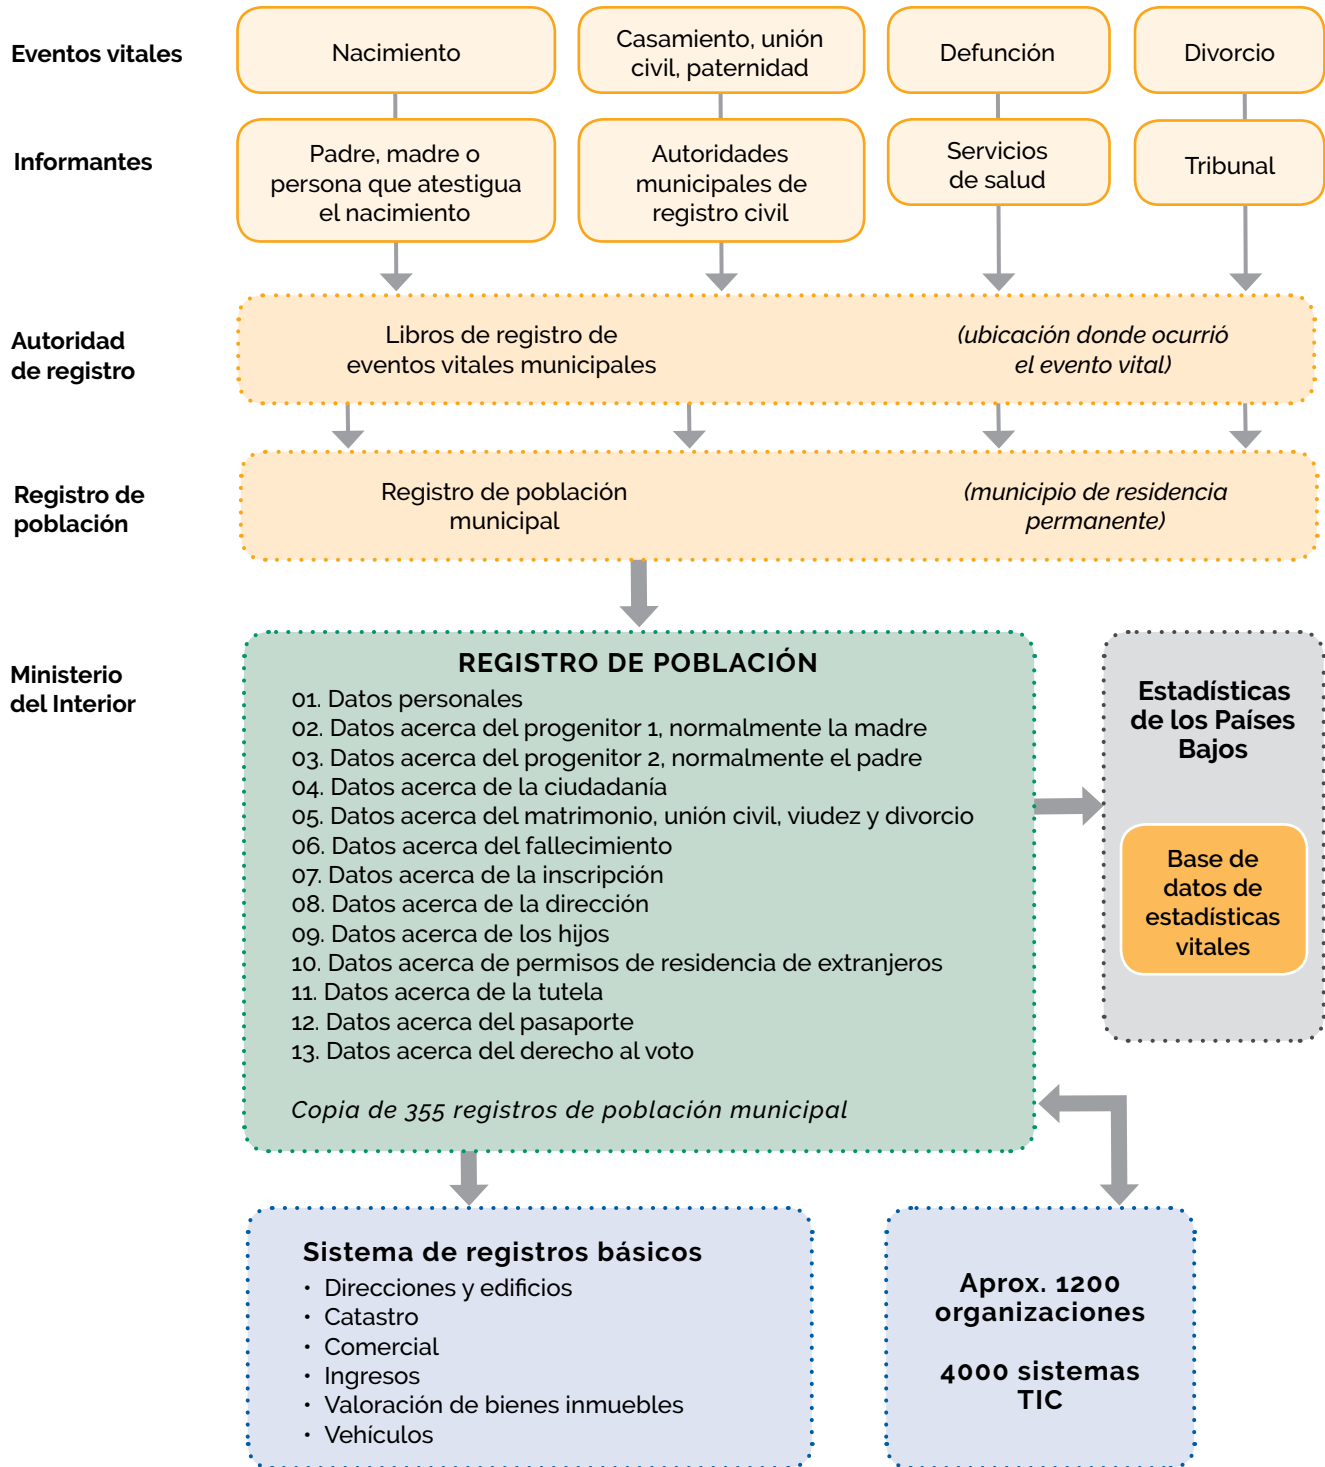 Eventos vitales
Nacimiento
Casamiento, unión
civil, paternidad
Defunción
Divorcio
Informantes
Padre, madre o
persona que atestigua
el nacimiento
Autoridades
municipales de
registro civil
Servicios
de salud
Tribunal
Autoridad
de registro
Libros de registro de
eventos vitales municipales
(ubicación donde ocurrió
el evento vital)
Registro de
población
Registro de población
municipal
(municipio de residencia
permanente)
Ministerio
del Interior
REGISTRO DE POBLACIÓN
01. Datos personales
02. Datos acerca del progenitor 1, normalmente la madre
03. Datos acerca del progenitor 2, normalmente el padre
04. Datos acerca de la ciudadanía
05. Datos acerca del matrimonio, unión civil, viudez y divorcio
06. Datos acerca del fallecimiento
07. Datos acerca de la inscripción
08. Datos acerca de la dirección
09. Datos acerca de los hijos
10. Datos acerca de permisos de residencia de extranjeros
11. Datos acerca de la tutela
12. Datos acerca del pasaporte
13. Datos acerca del derecho al voto
Copia de 355 registros de población municipal
Estadísticas
de los Países
Bajos
Base de
datos de
estadísticas
vitales
Sistema de registros básicos
• Direcciones y edificios
• Catastro
• Comercial
• Ingresos
• Valoración de bienes inmuebles
• Vehículos
Aprox. 1200
organizaciones
4000 sistemas
TIC